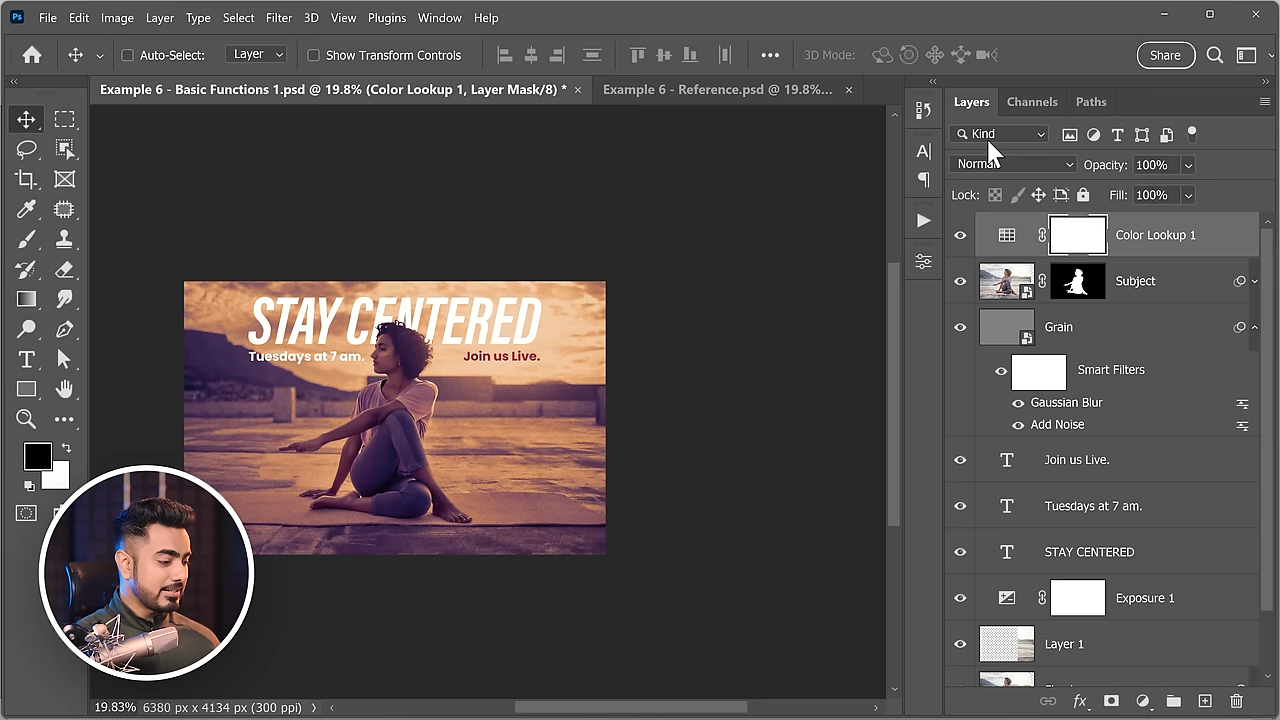 Ps File Edit Image Layer Type Select Filter 3D View Plugins Window Help
Auto-Select: Layer Show Transform Controls 3D Mode: Share
Example 6 - Basic Functions 1.psd @ 19.8% (Color Lookup 1, Layer Mask/8) *
Example 6 - Reference.psd @ 19.8%...
Layers Channels Paths
Kind
Normal Opacity: 100%
Lock: Fill: 100%
Color Lookup 1
Subject
Grain
Smart Filters
Gaussian Blur
Add Noise
Join us Live.
Tuesdays at 7 am.
STAY CENTERED
Exposure 1
Layer 1
STAY CENTERED
Tuesdays at 7 am. Join us Live.
19.83% 6380 px x 4134 px (300 ppi)